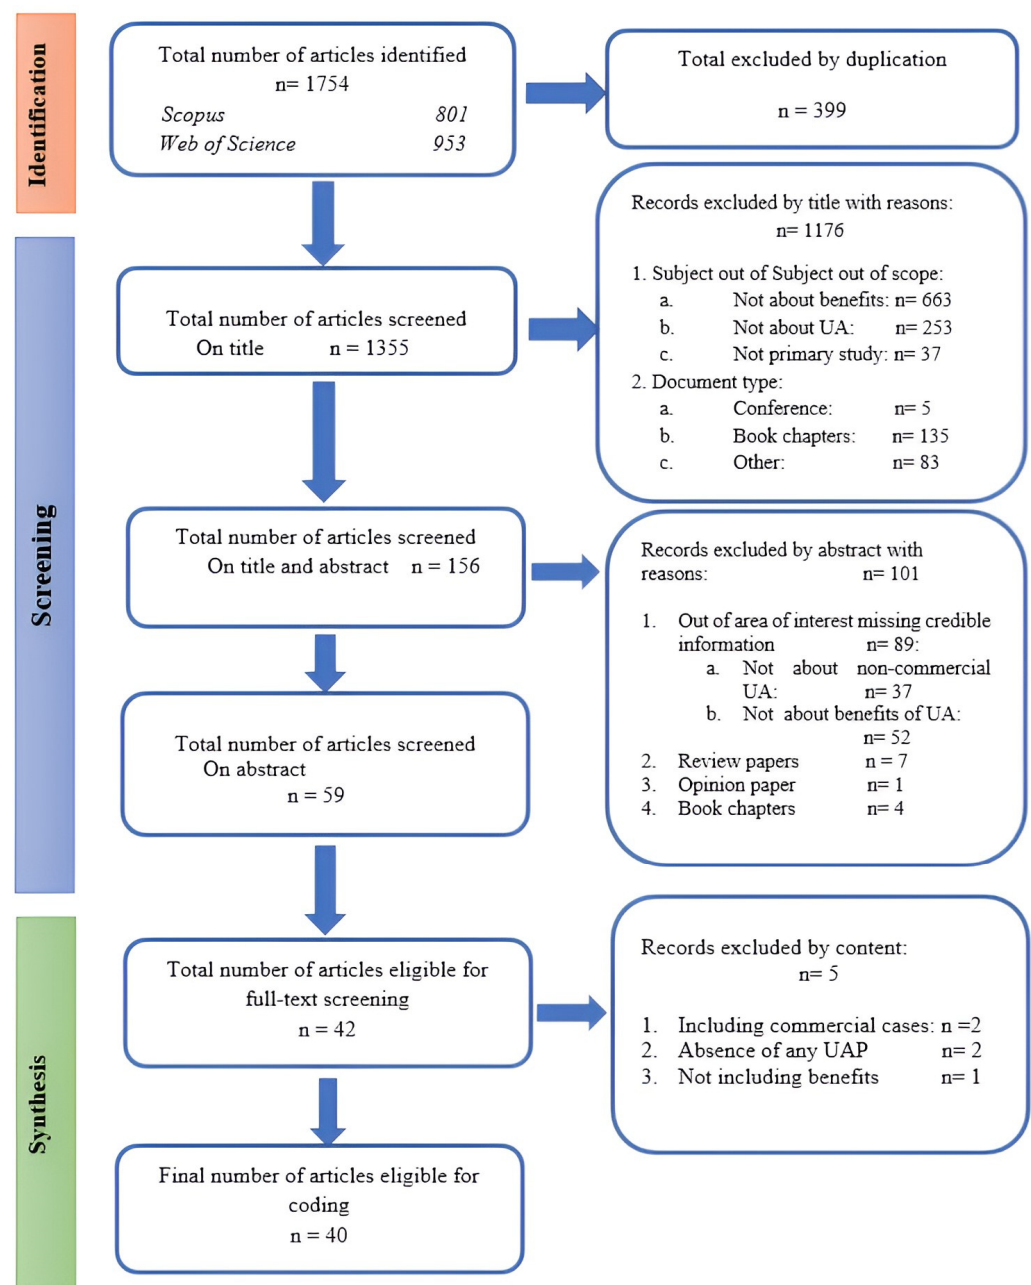 Identification
Total number of articles identified
n= 1754
Scopus 801
Web of Science 953
Total excluded by duplication
n = 399
Screening
Total number of articles screened
On title n = 1355
Records excluded by title with reasons:
n= 1176
1. Subject out of Subject out of scope:
a. Not about benefits: n= 663
b. Not about UA: n= 253
c. Not primary study: n= 37
2. Document type:
a. Conference: n= 5
b. Book chapters: n= 135
c. Other: n= 83
Total number of articles screened
On title and abstract n = 156
Records excluded by abstract with
reasons: n= 101
1. Out of area of interest missing credible
information n= 89:
a. Not about non-commercial
UA: n= 37
b. Not about benefits of UA:
n= 52
2. Review papers n = 7
3. Opinion paper n= 1
4. Book chapters n= 4
Total number of articles screened
On abstract
n = 59
Synthesis
Total number of articles eligible for
full-text screening
n = 42
Records excluded by content:
n= 5
1. Including commercial cases: n =2
2. Absence of any UAP n= 2
3. Not including benefits n= 1
Final number of articles eligible for
coding
n = 40